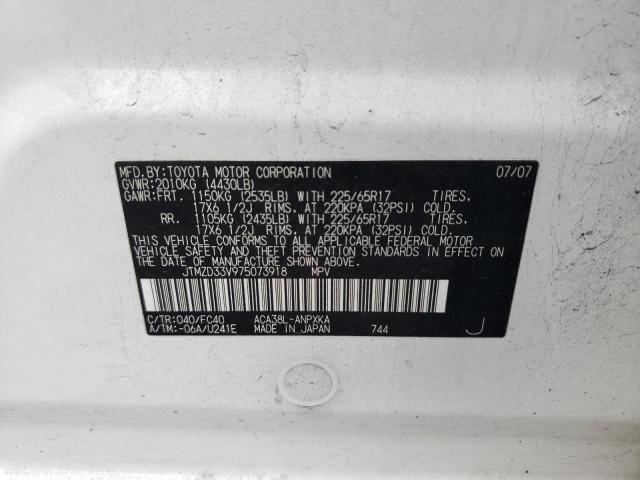 MFD.BY:TOYOTA MOTOR CORPORATION 07/07
GVWR:2010KG (4430LB)
GAWR:FRT. 1150KG (2535LB) WITH 225/65R17 TIRES,
17X6 1/2J RIMS, AT 220KPA (32PSI) COLD.
RR. 1105KG (2435LB) WITH 225/65R17 TIRES,
17X6 1/2J RIMS, AT 220KPA (32PSI) COLD.
THIS VEHICLE CONFORMS TO ALL APPLICABLE FEDERAL MOTOR
VEHICLE SAFETY AND THEFT PREVENTION STANDARDS IN EFFECT ON
THE DATE OF MANUFACTURE SHOWN ABOVE.
JTMZD33V975073918 MPV
C/TR:040/FC40 ACA38L-ANPXKA
A/TM:-06A/U241E MADE IN JAPAN 744 J